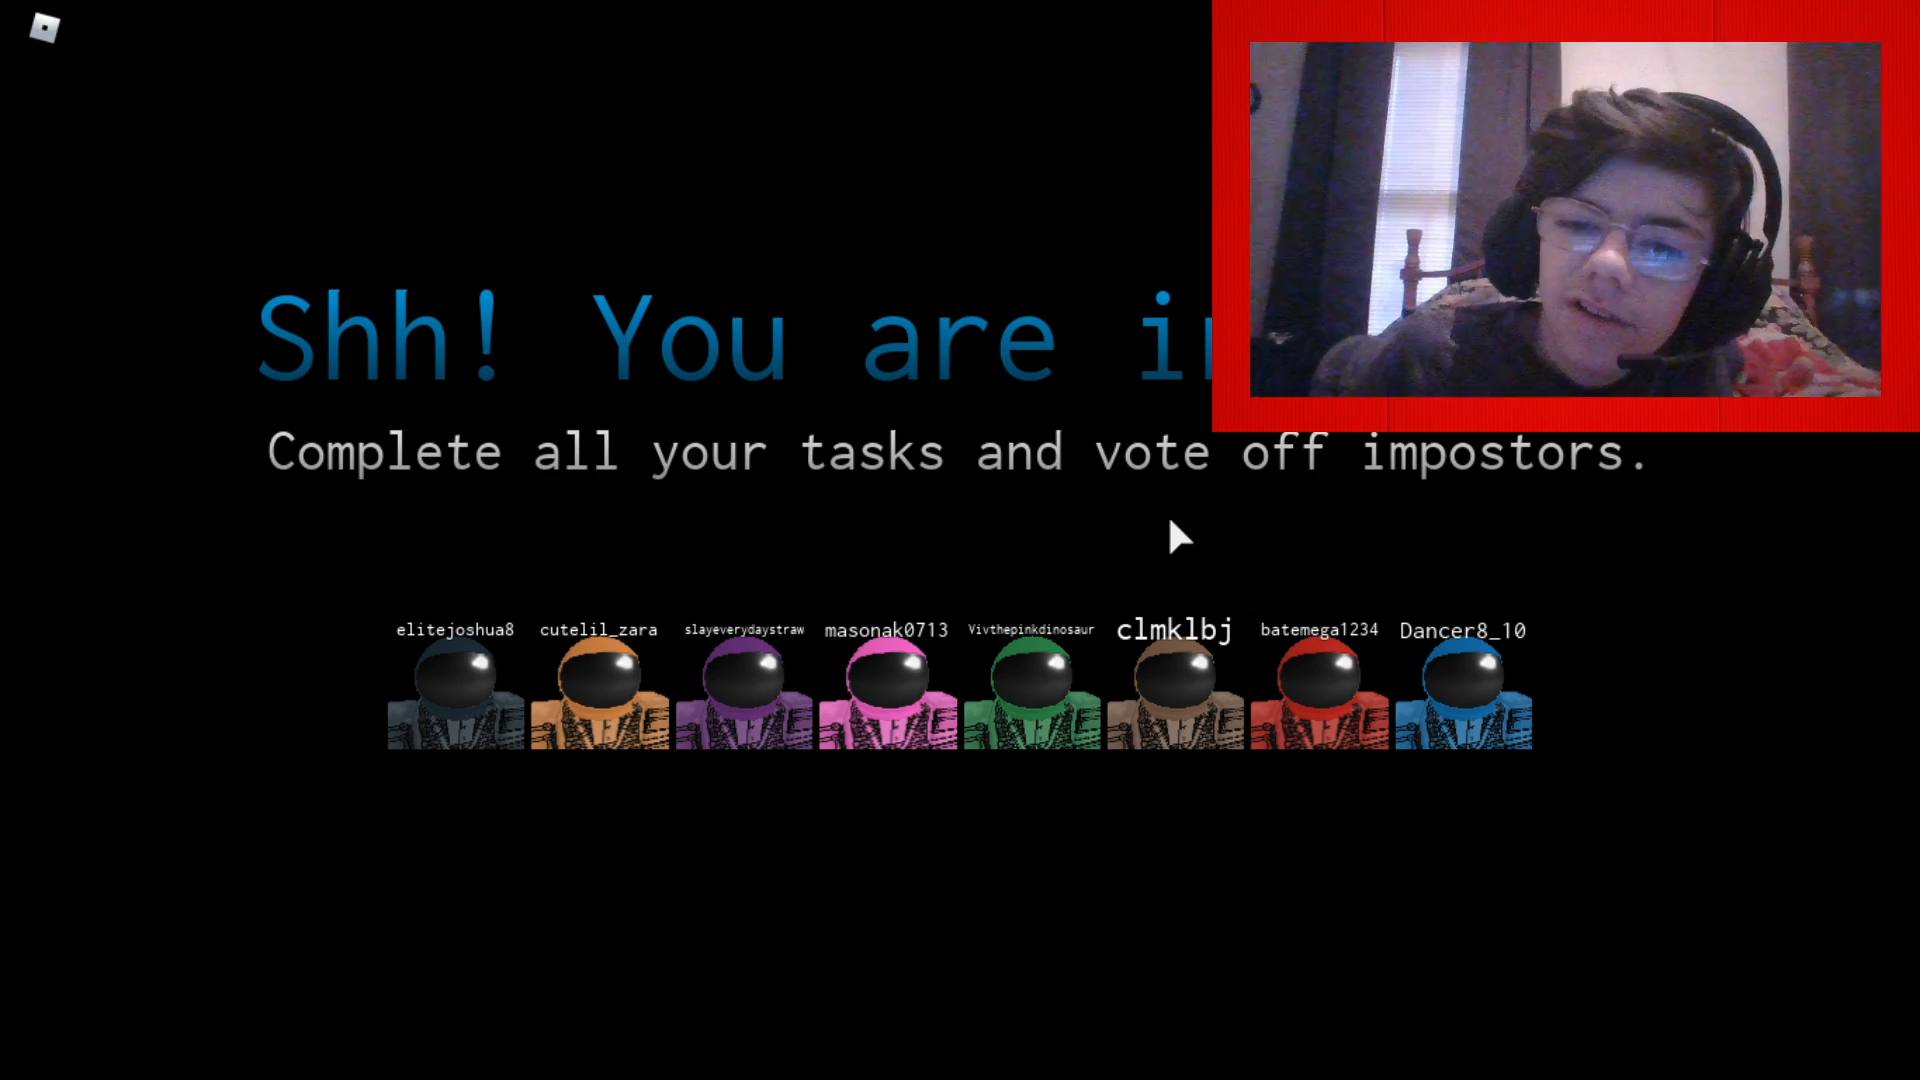 Shh! You are
Complete all your tasks and vote off impostors.
elitejoshua8 cutelil_zara slayeverydaystraw masonak0713 Vivthepinkdinosaur clmklbj batemega1234 Dancer8_10